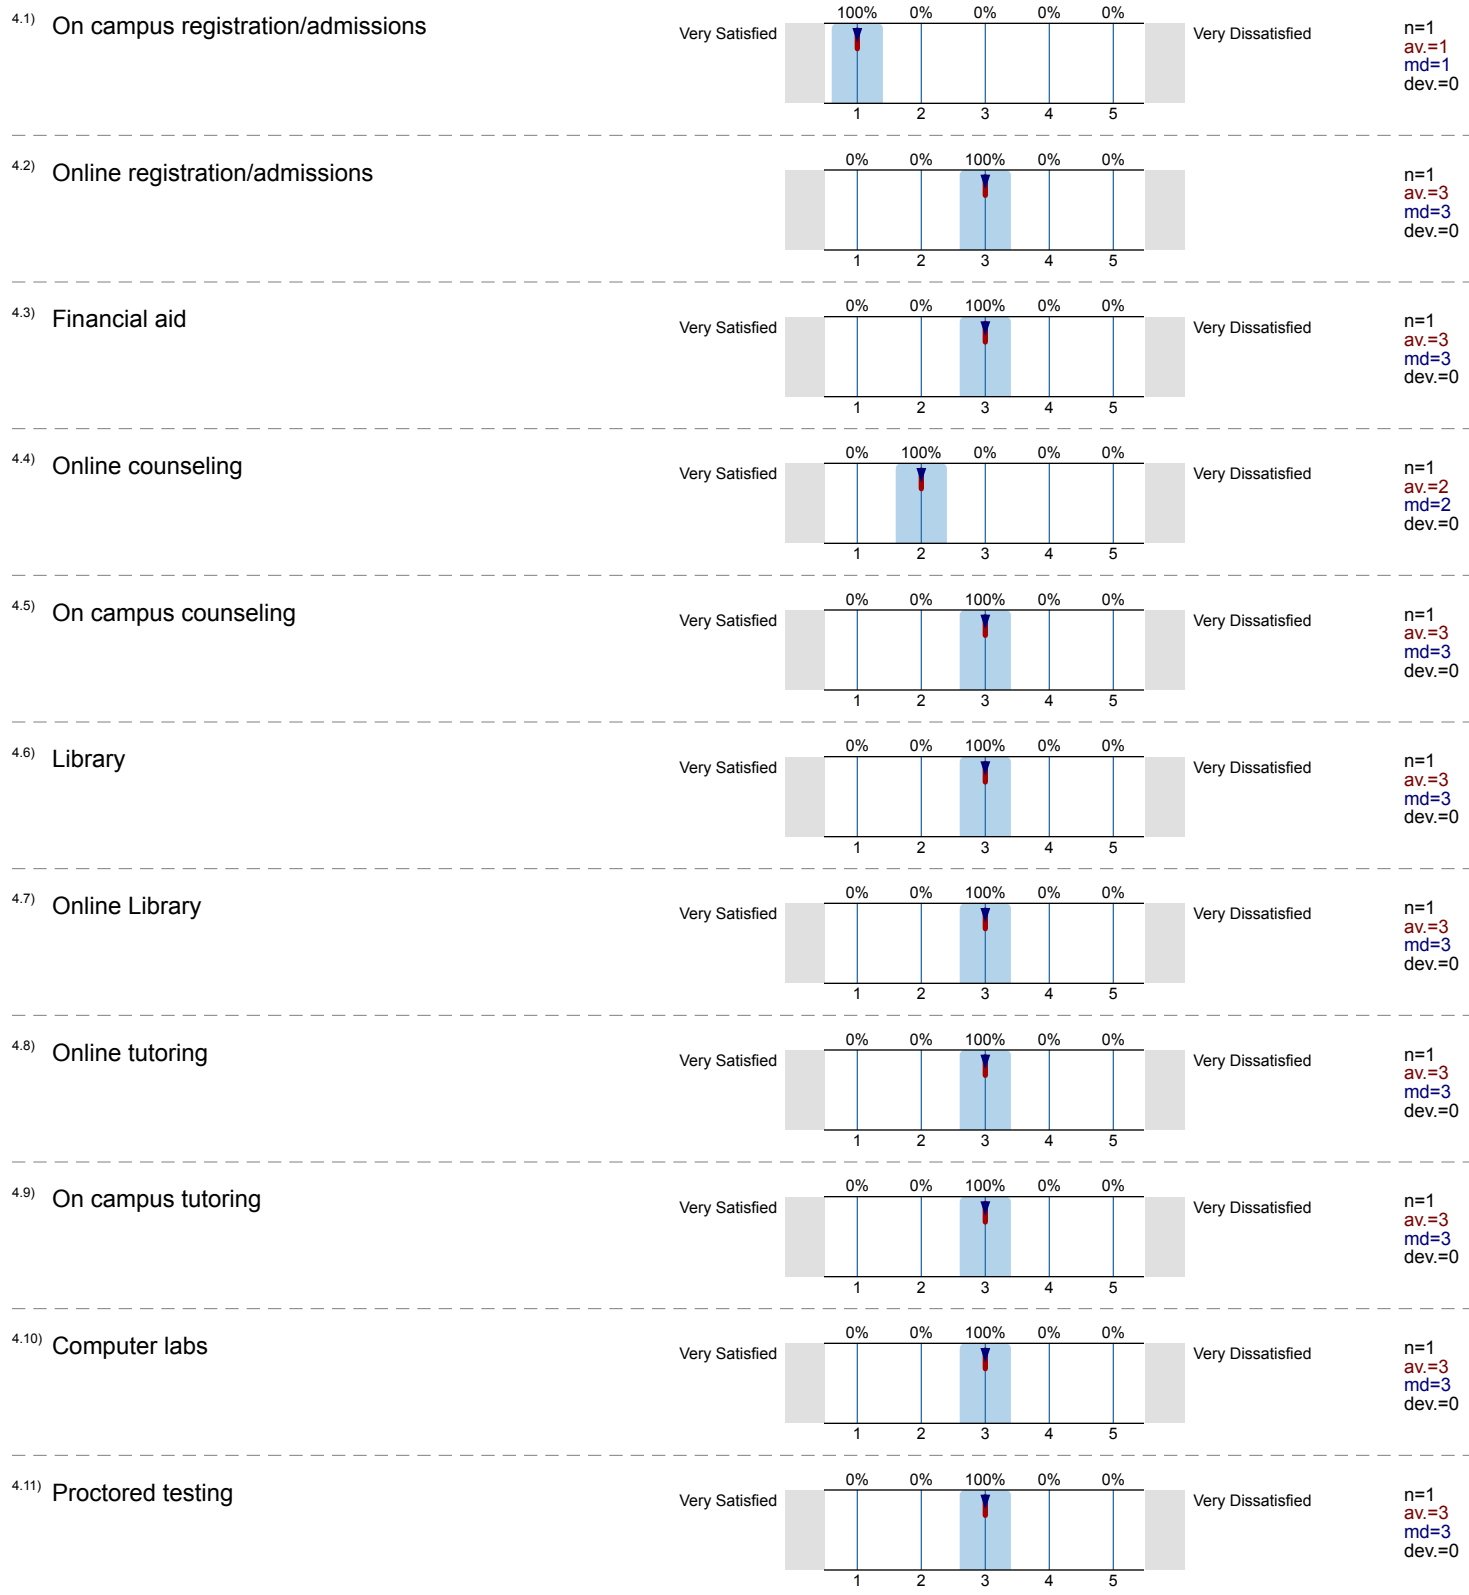 4.1) On campus registration/admissions
100% 0% 0% 0% 0%
Very Satisfied Very Dissatisfied
1 2 3 4 5
n=1
av.=1
md=1
dev.=0
4.2) Online registration/admissions
0% 0% 100% 0% 0%
1 2 3 4 5
n=1
av.=3
md=3
dev.=0
4.3) Financial aid
0% 0% 100% 0% 0%
Very Satisfied Very Dissatisfied
1 2 3 4 5
n=1
av.=3
md=3
dev.=0
4.4) Online counseling
0% 100% 0% 0% 0%
Very Satisfied Very Dissatisfied
1 2 3 4 5
n=1
av.=2
md=2
dev.=0
4.5) On campus counseling
0% 0% 100% 0% 0%
Very Satisfied Very Dissatisfied
1 2 3 4 5
n=1
av.=3
md=3
dev.=0
4.6) Library
0% 0% 100% 0% 0%
Very Satisfied Very Dissatisfied
1 2 3 4 5
n=1
av.=3
md=3
dev.=0
4.7) Online Library
0% 0% 100% 0% 0%
Very Satisfied Very Dissatisfied
1 2 3 4 5
n=1
av.=3
md=3
dev.=0
4.8) Online tutoring
0% 0% 100% 0% 0%
Very Satisfied Very Dissatisfied
1 2 3 4 5
n=1
av.=3
md=3
dev.=0
4.9) On campus tutoring
0% 0% 100% 0% 0%
Very Satisfied Very Dissatisfied
1 2 3 4 5
n=1
av.=3
md=3
dev.=0
4.10) Computer labs
0% 0% 100% 0% 0%
Very Satisfied Very Dissatisfied
1 2 3 4 5
n=1
av.=3
md=3
dev.=0
4.11) Proctored testing
0% 0% 100% 0% 0%
Very Satisfied Very Dissatisfied
1 2 3 4 5
n=1
av.=3
md=3
dev.=0